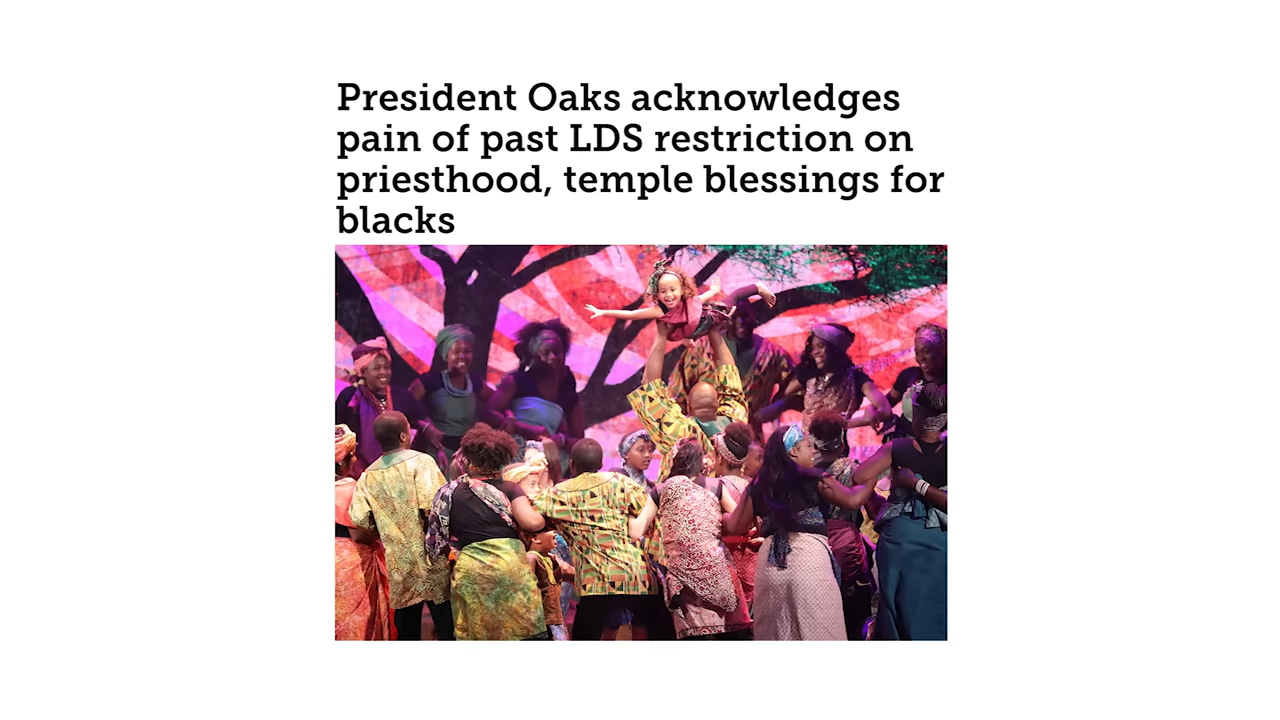 President Oaks acknowledges
pain of past LDS restriction on
priesthood, temple blessings for
blacks